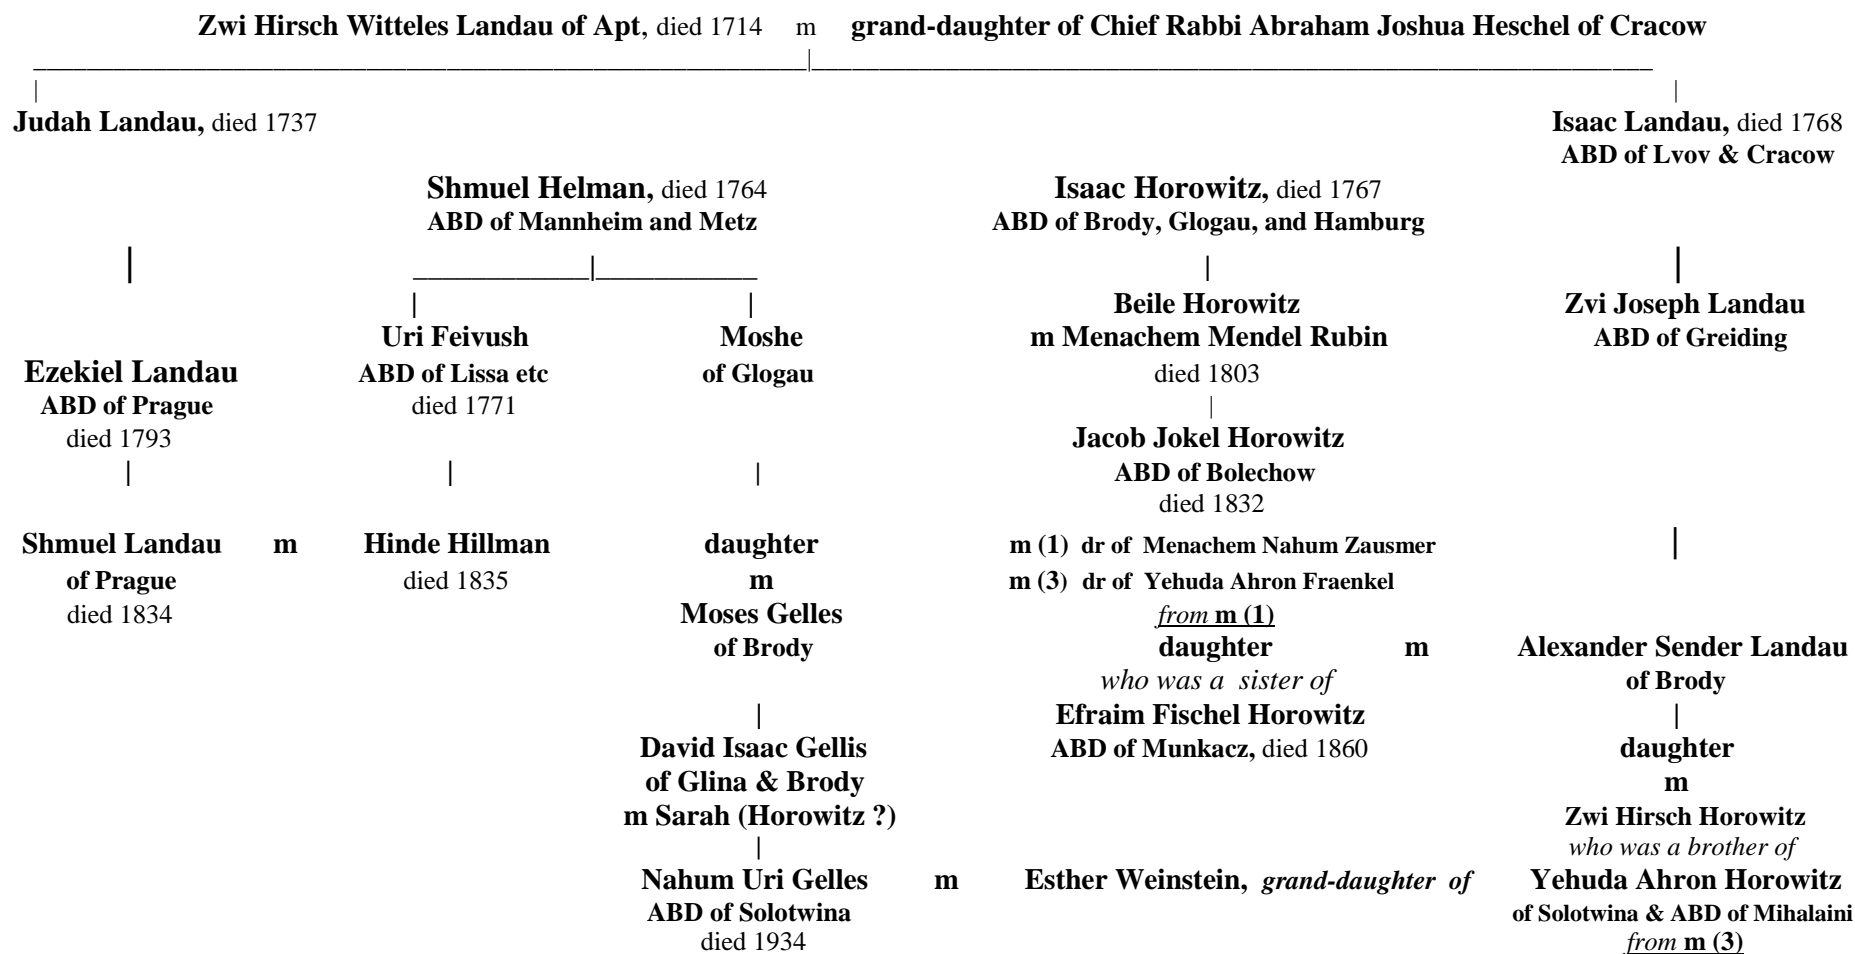 Zwi Hirsch Witteles Landau of Apt, died 1714 m grand-daughter of Chief Rabbi Abraham Joshua Heschel of Cracow
Judah Landau, died 1737
Isaac Landau, died 1768
ABD of Lvov & Cracow
Shmuel Helman, died 1764
ABD of Mannheim and Metz
Isaac Horowitz, died 1767
ABD of Brody, Glogau, and Hamburg
Ezekiel Landau
ABD of Prague
died 1793
Uri Feivush
ABD of Lissa etc
died 1771
Moshe
of Glogau
Beile Horowitz
m Menachem Mendel Rubin
died 1803
Zvi Joseph Landau
ABD of Greiding
Jacob Jokel Horowitz
ABD of Bolechow
died 1832
Shmuel Landau m Hinde Hillman
of Prague
died 1834
died 1835
daughter
m
Moses Gelles
of Brody
m (1) dr of Menachem Nahum Zausmer
m (3) dr of Yehuda Ahron Fraenkel
from m (1)
daughter m Alexander Sender Landau
who was a sister of
of Brody
Efraim Fischel Horowitz
ABD of Munkacz, died 1860
David Isaac Gellis
of Glina & Brody
m Sarah (Horowitz ?)
daughter
m
Zwi Hirsch Horowitz
who was a brother of
Nahum Uri Gelles m Esther Weinstein, grand-daughter of Yehuda Ahron Horowitz
ABD of Solotwina
died 1934
of Solotwina & ABD of Mihalaini
from m (3)